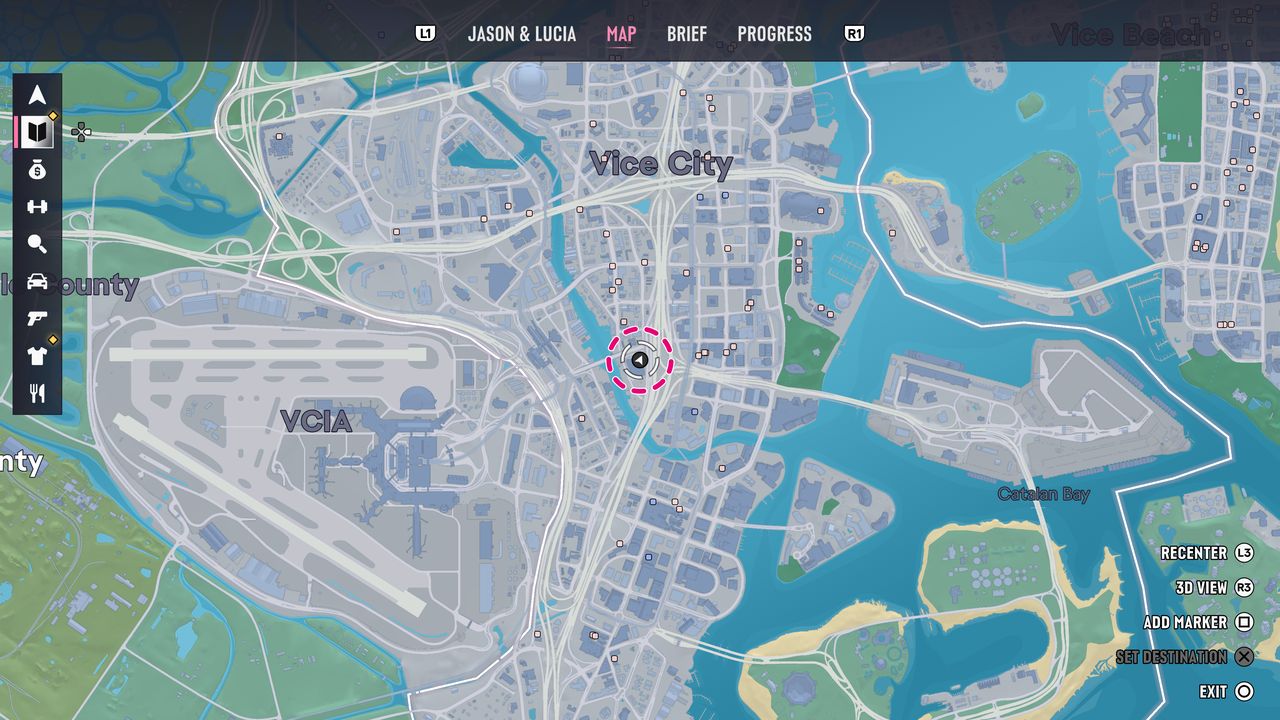 L1 JASON & LUCIA MAP BRIEF PROGRESS R1
Vice Beach
Vice City
County
VCIA
nty
Catalan Bay
RECENTER L3
3D VIEW R3
ADD MARKER
SET DESTINATION
EXIT